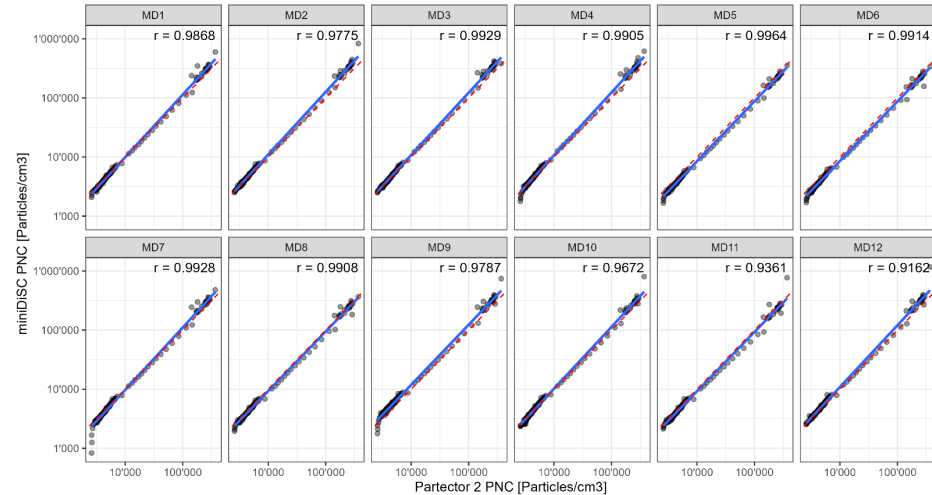 MD1 MD2 MD3 MD4 MD5 MD6
r = 0.9868 r = 0.9775 r = 0.9929 r = 0.9905 r = 0.9964 r = 0.9914
1'000'000
100'000
10'000
1'000
MD7 MD8 MD9 MD10 MD11 MD12
r = 0.9928 r = 0.9908 r = 0.9787 r = 0.9672 r = 0.9361 r = 0.9162
1'000'000
100'000
10'000
1'000
miniDiSC PNC [Particles/cm3]
10'000 100'000 10'000 100'000 10'000 100'000 10'000 100'000 10'000 100'000 10'000 100'000
Partector 2 PNC [Particles/cm3]